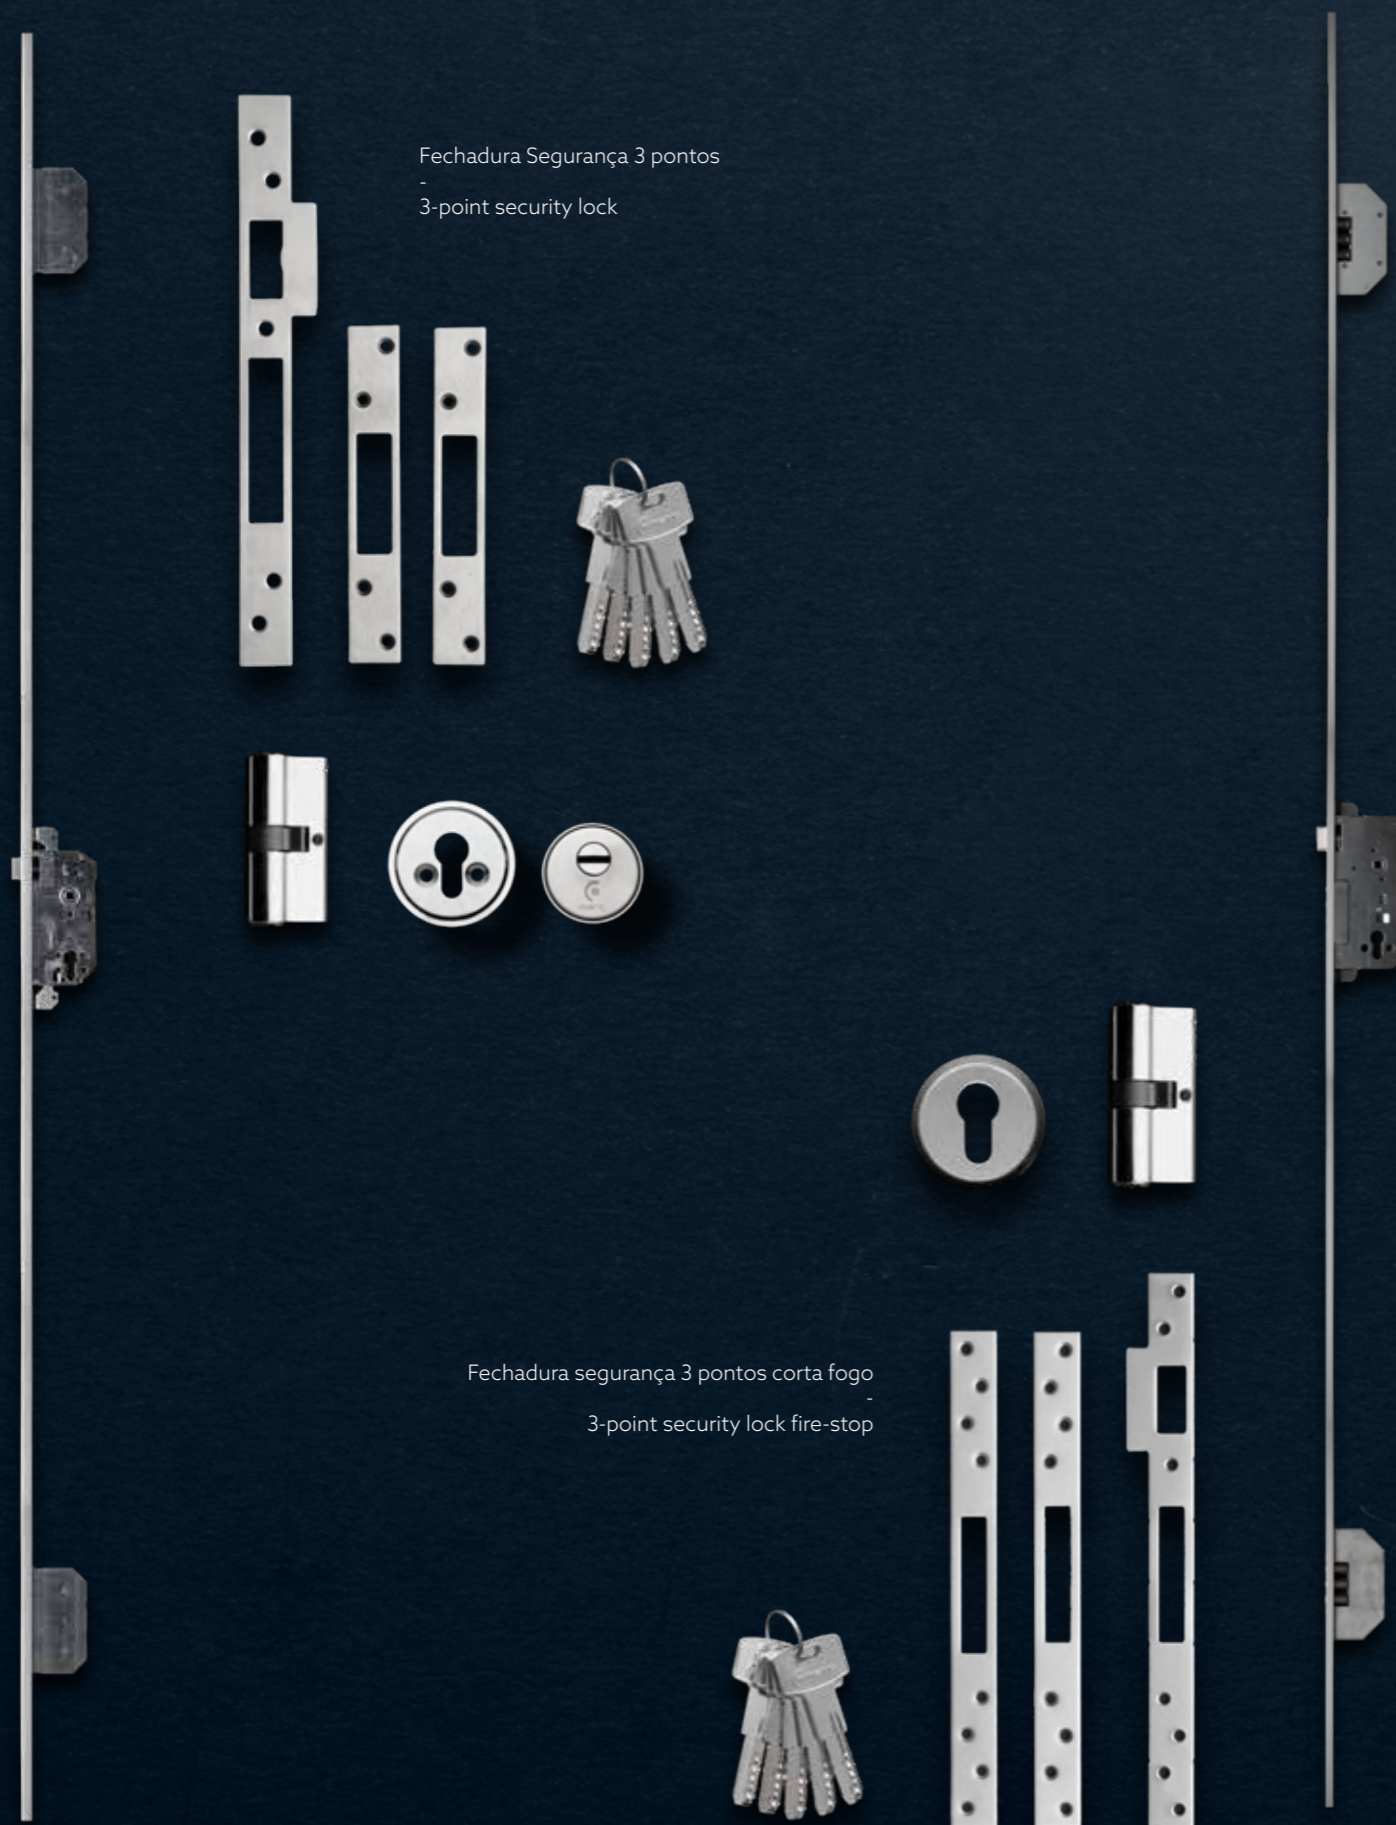 Fechadura Segurança 3 pontos
-
3-point security lock
Fechadura segurança 3 pontos corta fogo
-
3-point security lock fire-stop